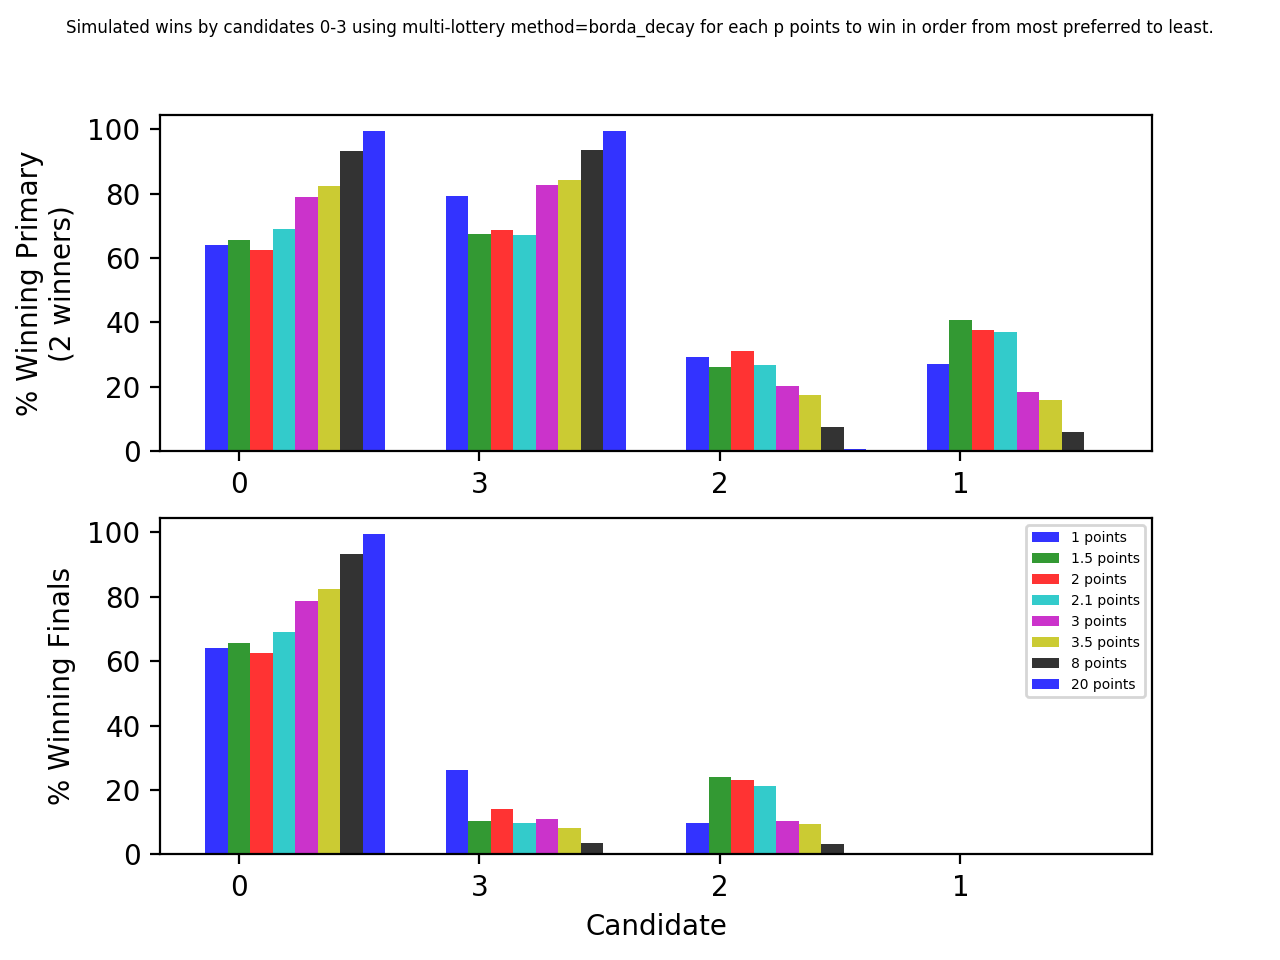 Simulated wins by candidates 0-3 using multi-lottery method=borda_decay for each p points to win in order from most preferred to least.
% Winning Primary
(2 winners)
100
80
60
40
20
0
0 3 2 1
% Winning Finals
100
80
60
40
20
0
1 points
1.5 points
2 points
2.1 points
3 points
3.5 points
8 points
20 points
0 3 2 1
Candidate